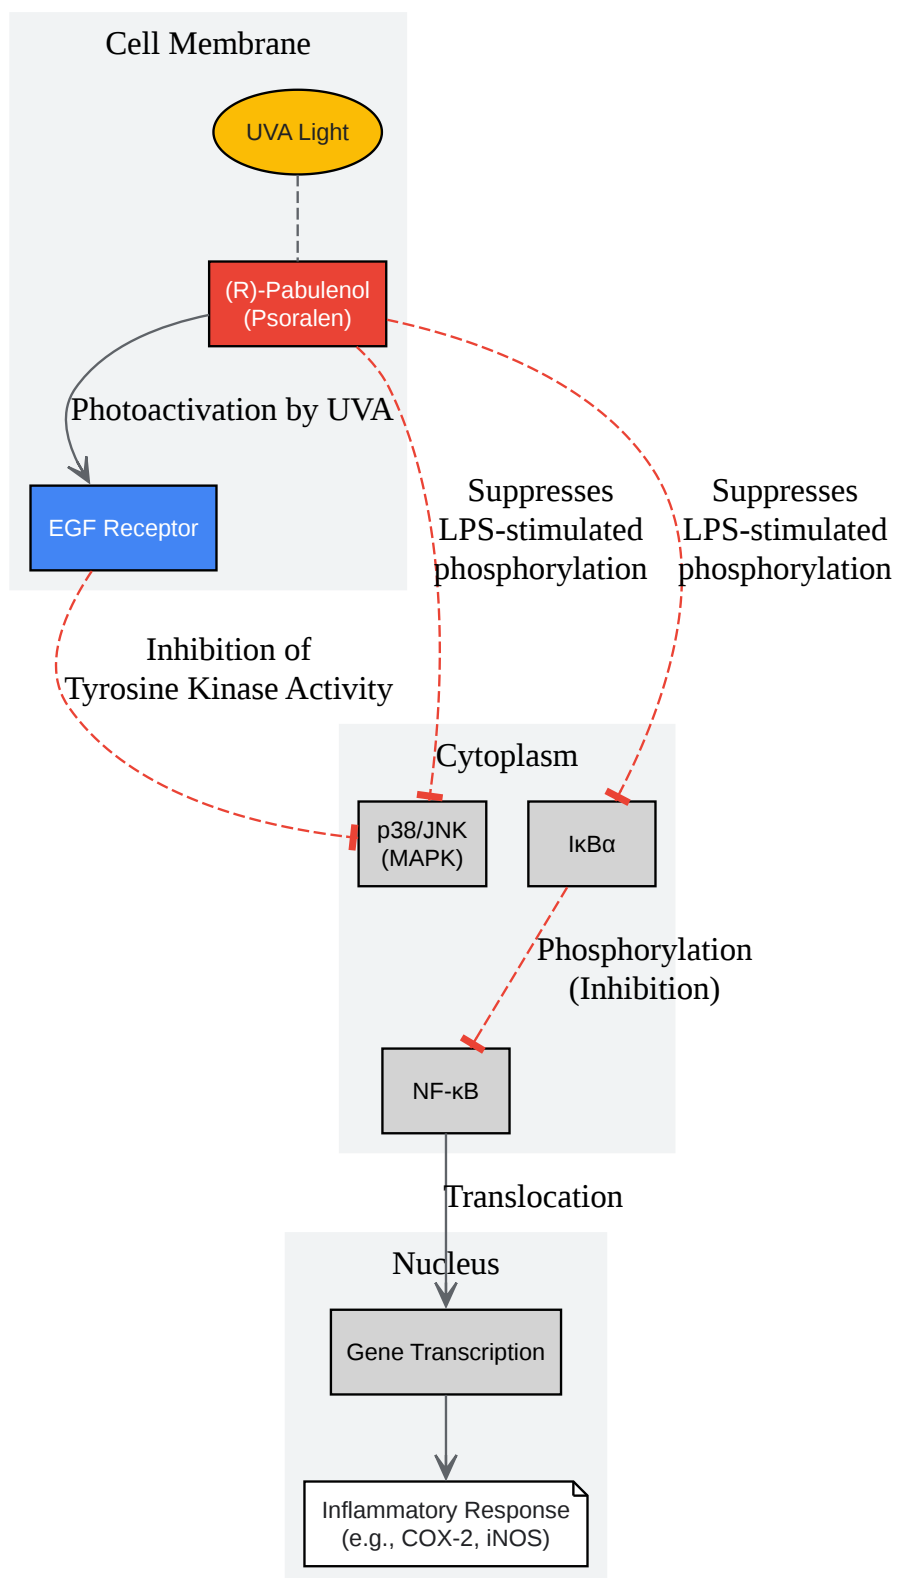 Cell Membrane
UVA Light
(R)-Pabulenol
(Psoralen)
Photoactivation by UVA
EGF Receptor
Suppresses
LPS-stimulated
phosphorylation
Suppresses
LPS-stimulated
phosphorylation
Inhibition of
Tyrosine Kinase Activity
Cytoplasm
p38/JNK
(MAPK)
IκBα
Phosphorylation
(Inhibition)
NF-κB
Translocation
Nucleus
Gene Transcription
Inflammatory Response
(e.g., COX-2, iNOS)